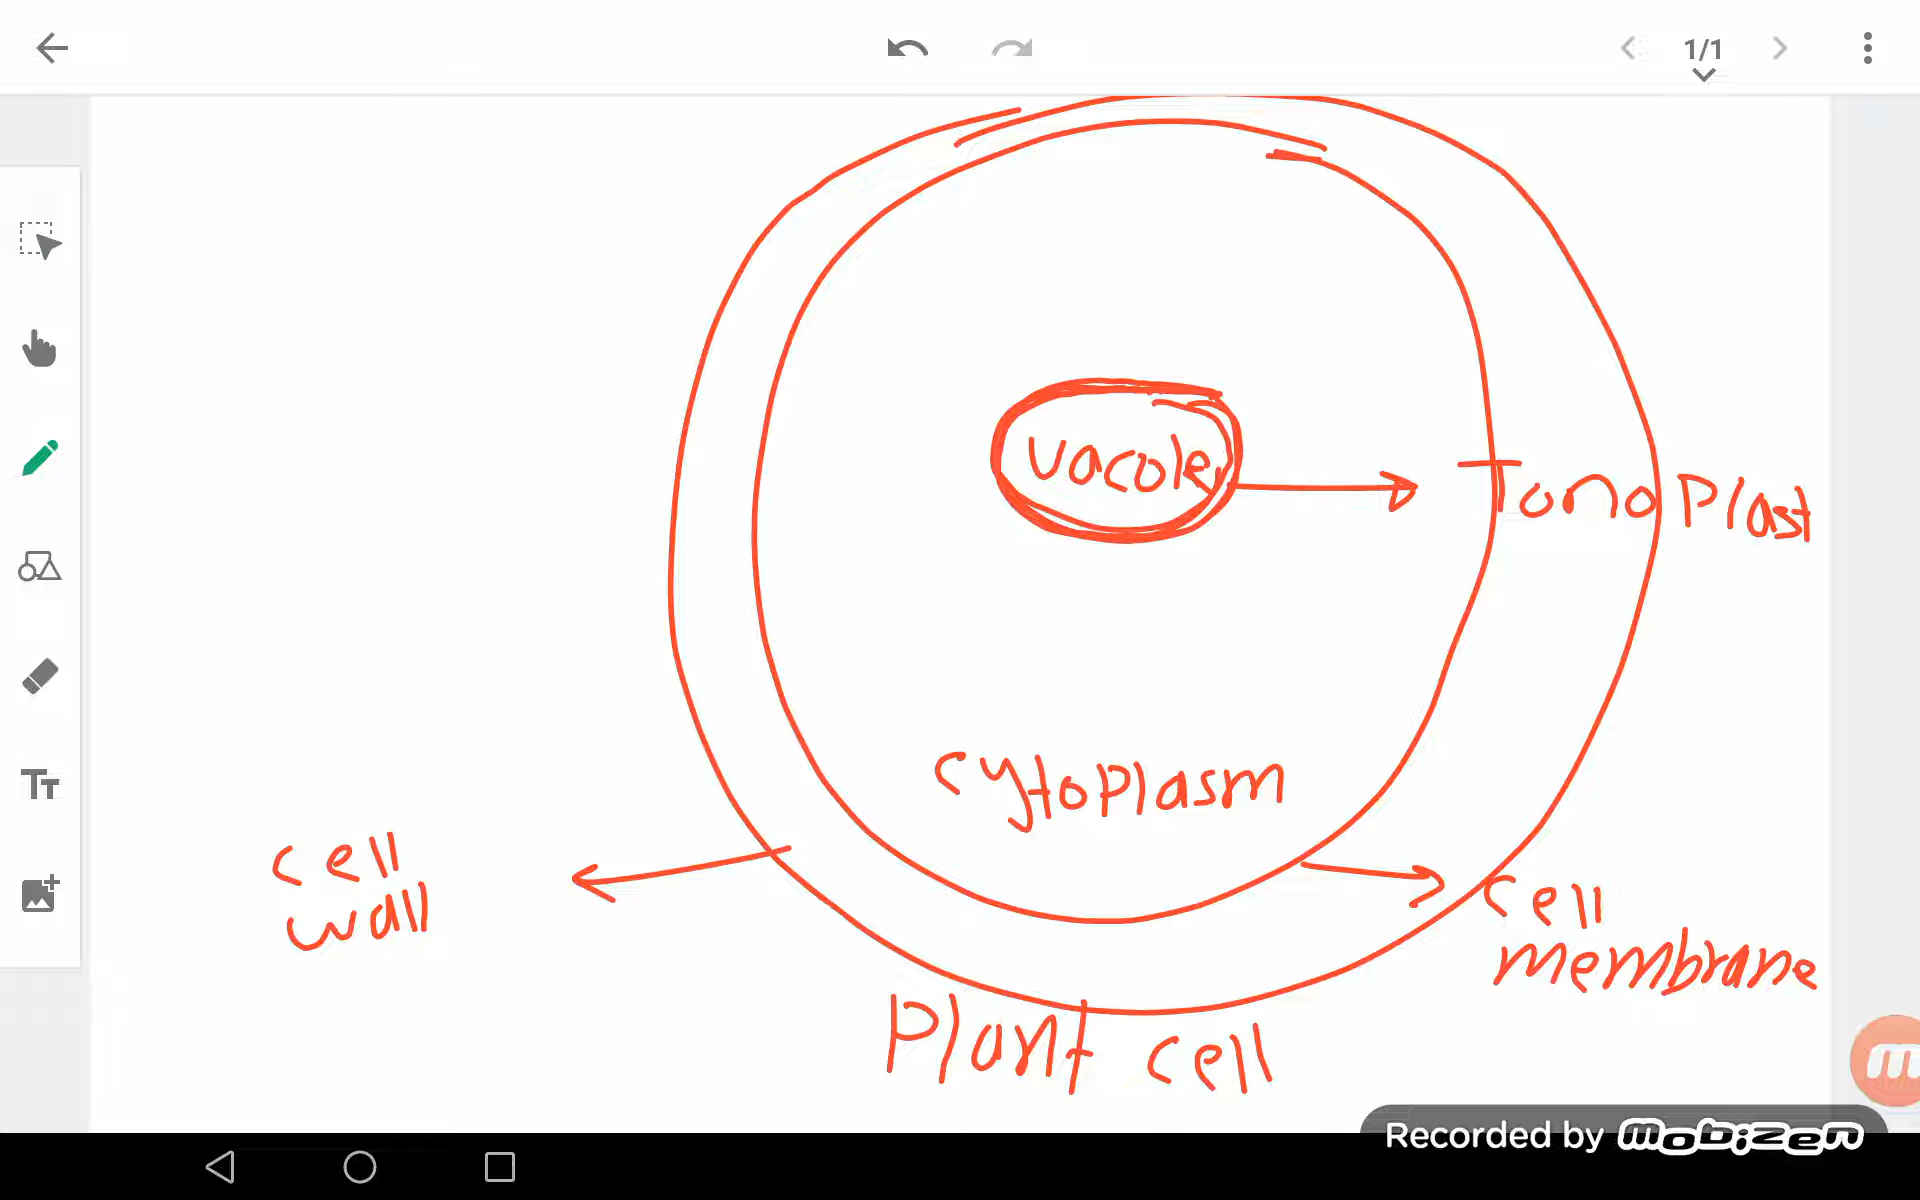 1/1
vacole
Tonoplast
cytoplasm
cell
wall
cell
membrane
Plant cell
Recorded by mobizen